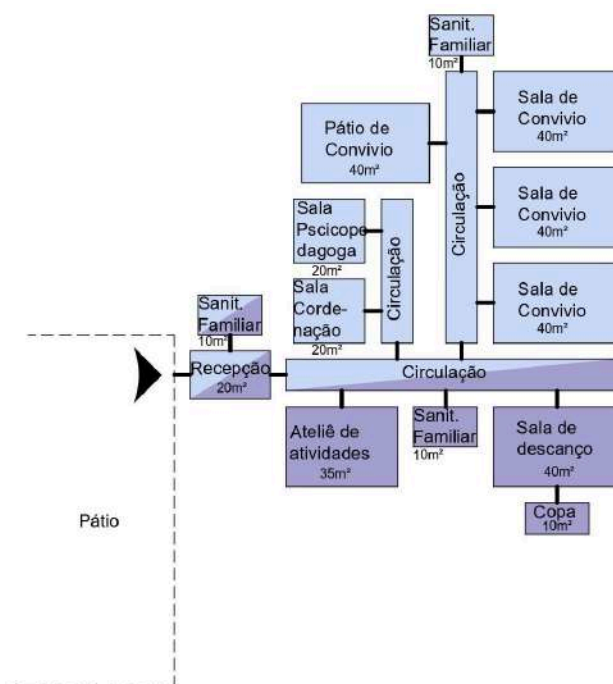 Sanit.
Familiar
10m²
Pátio de
Convivio
40m²
Circulação
Sala de
Convivio
40m²
Sala de
Convivio
40m²
Sala de
Convivio
40m²
Sala
Pscicope
dagoga
20m²
Sala
Corde-
nação
20m²
Circulação
Sanit.
Familiar
10m²
Recepção
20m²
Circulação
Ateliê de
atividades
35m²
Sanit.
Familiar
10m²
Sala de
descanço
40m²
Copa
10m²
Pátio